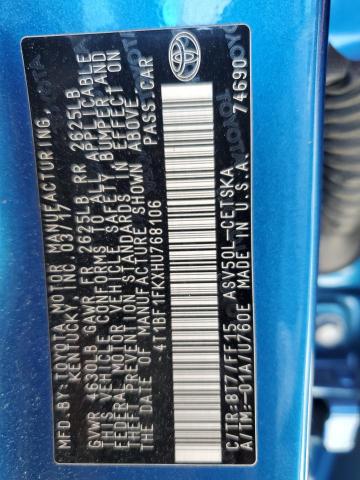 MFD. BY:TOYOTA MOTOR MANUFACTURING,
KENTUCKY, INC. 03/17
GVWR 4630LB GAWR FR 2625LB RR 2625LB
THIS VEHICLE CONFORMS TO ALL APPLICABLE
FEDERAL MOTOR VEHICLE SAFETY, BUMPER, AND
THEFT PREVENTION STANDARDS IN EFFECT ON
THE DATE OF MANUFACTURE SHOWN ABOVE.
4T1BF1FKXHU768106 PASS.CAR
C/TR:8T7/FF15 ASV50L-CETSKA
A/TM:-01A/U760E MADE IN U.S.A. 74690